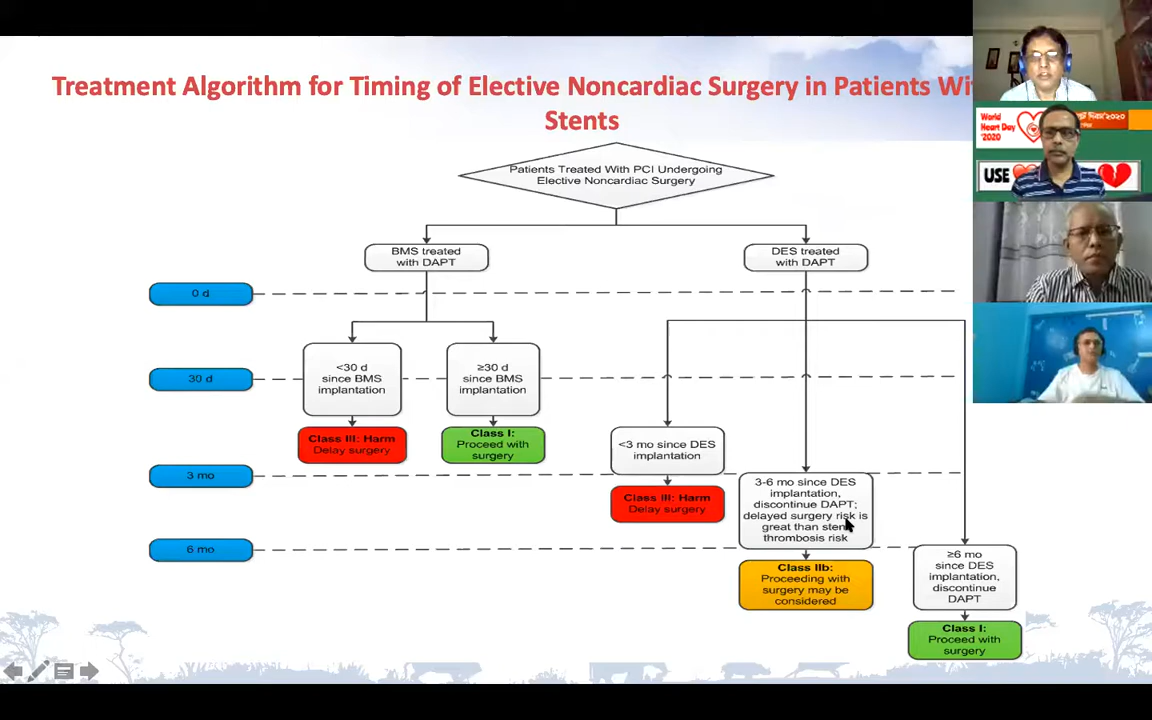 Treatment Algorithm for Timing of Elective Noncardiac Surgery in Patients Wi
Stents
Patients Treated With PCI Undergoing
Elective Noncardiac Surgery
BMS treated
with DAPT
DES treated
with DAPT
0 d
<30 d
since BMS
implantation
≥30 d
since BMS
implantation
30 d
Class III: Harm
Delay surgery
Class I:
Proceed with
surgery
<3 mo since DES
implantation
3 mo
Class III: Harm
Delay surgery
3-6 mo since DES
implantation,
discontinue DAPT;
delayed surgery risk is
great than stent
thrombosis risk
6 mo
Class IIb:
Proceeding with
surgery may be
considered
≥6 mo
since DES
implantation,
discontinue
DAPT
Class I:
Proceed with
surgery
World
Heart Day
'2020
USE